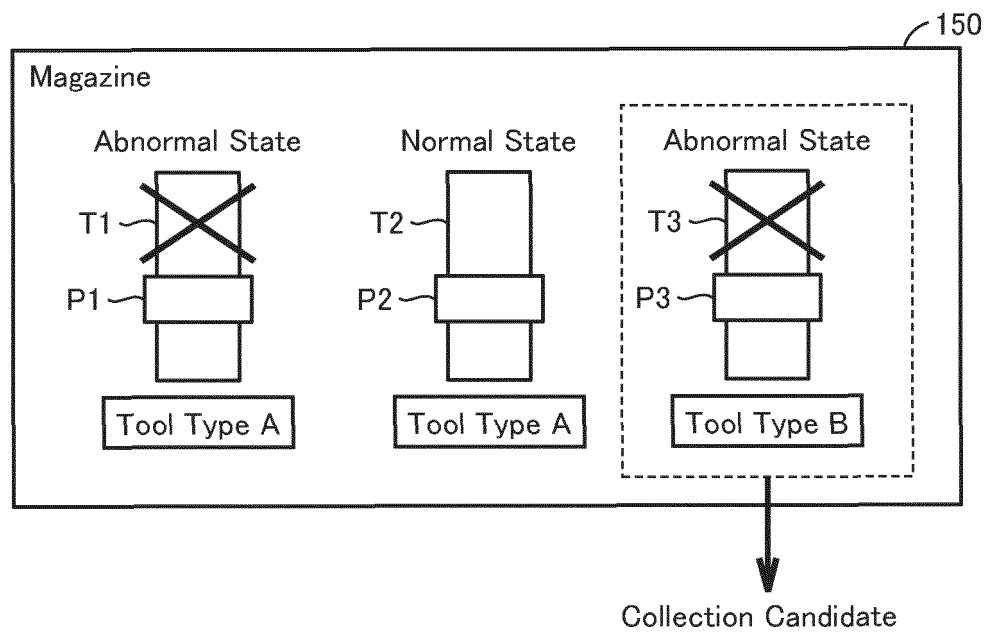 150
Magazine
Abnormal State
Normal State
Abnormal State
T1
T2
T3
P1
P2
P3
Tool Type A
Tool Type A
Tool Type B
Collection Candidate